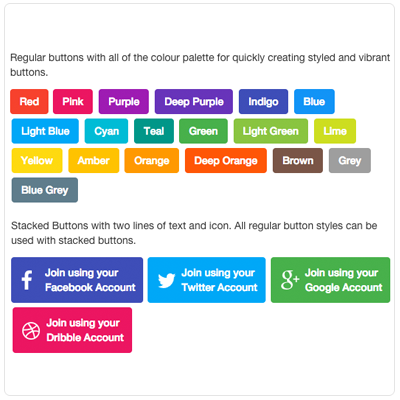 Regular buttons with all of the colour palette for quickly creating styled and vibrant
buttons.
Red Pink Purple Deep Purple Indigo Blue
Light Blue Cyan Teal Green Light Green Lime
Yellow Amber Orange Deep Orange Brown Grey
Blue Grey
Stacked Buttons with two lines of text and icon. All regular button styles can be
used with stacked buttons.
Join using your
Facebook Account
Join using your
Twitter Account
Join using your
Google Account
Join using your
Dribble Account